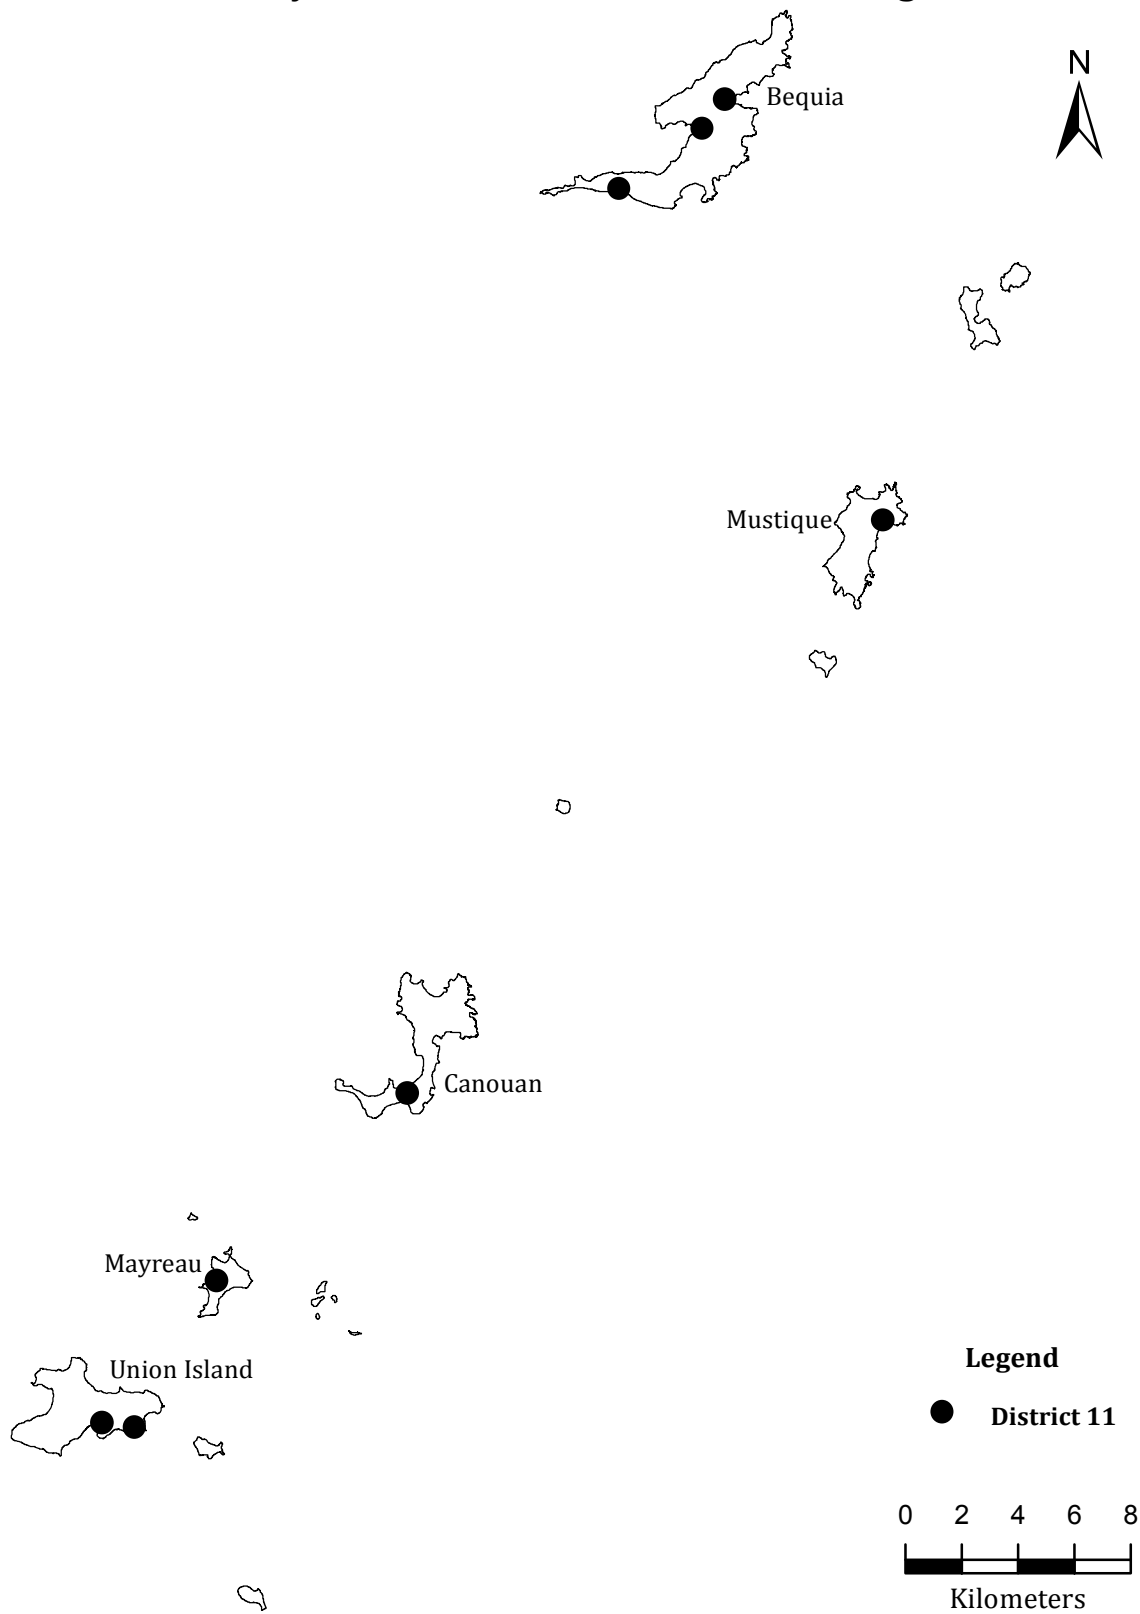 Bequia
N
Mustique
Canouan
Mayreau
Union Island
Legend
District 11
0 2 4 6 8
Kilometers